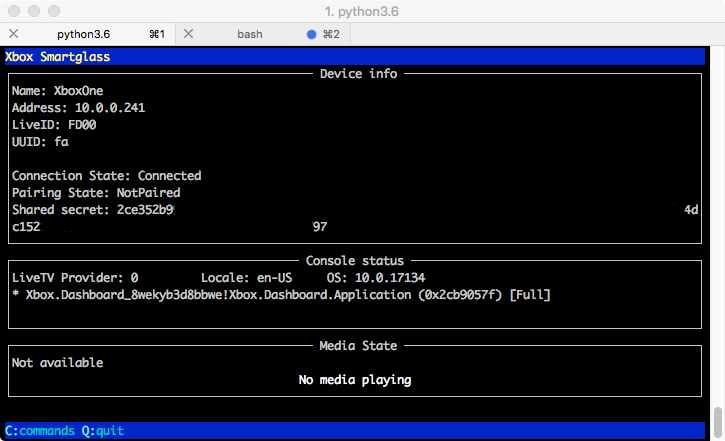 1. python3.6
python3.6 ⌘1 bash ⌘2
Xbox Smartglass
Device info
Name: XboxOne
Address: 10.0.0.241
LiveID: FD00
UUID: fa
Connection State: Connected
Pairing State: NotPaired
Shared secret: 2ce352b9 4d
c152 97
Console status
LiveTV Provider: 0 Locale: en-US OS: 10.0.17134
* Xbox.Dashboard_8wekyb3d8bbwe!Xbox.Dashboard.Application (0x2cb9057f) [Full]
Media State
Not available
No media playing
C:commands Q:quit